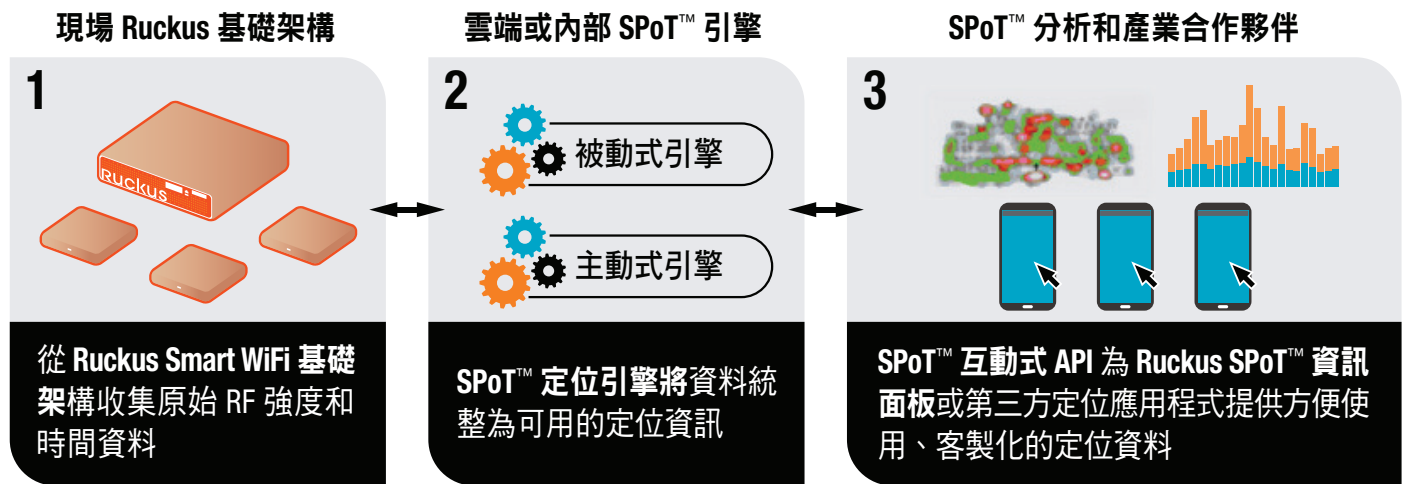 現場 Ruckus 基礎架構
1
Ruckus
從 Ruckus Smart WiFi 基礎
架構收集原始 RF 強度和
時間資料
雲端或內部 SPoT™ 引擎
2
被動式引擎
主動式引擎
SPoT™ 定位引擎將資料統
整為可用的定位資訊
SPoT™ 分析和產業合作夥伴
3
SPoT™ 互動式 API 為 Ruckus SPoT™ 資訊
面板或第三方定位應用程式提供方便使
用、客製化的定位資料